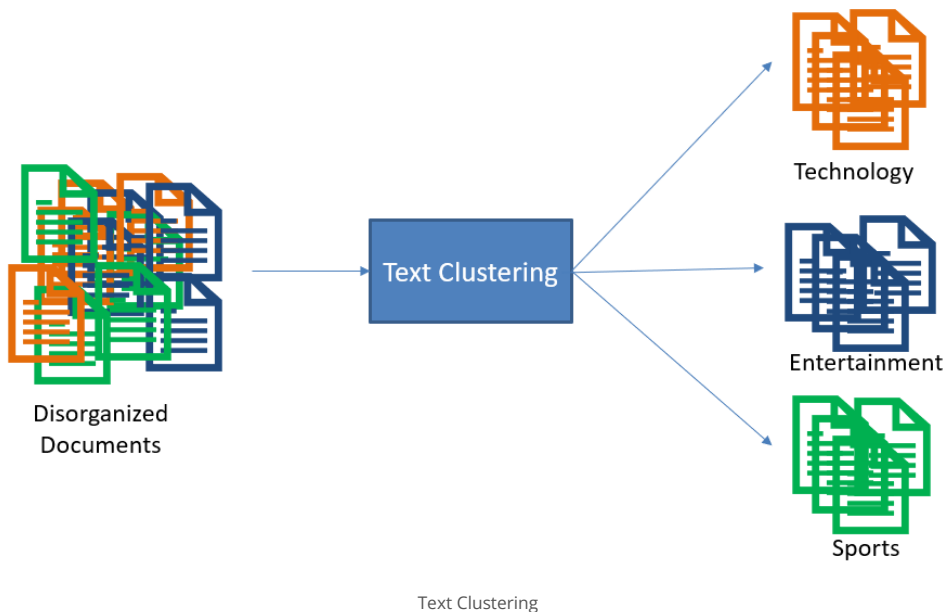 Technology
Disorganized
Documents
Text Clustering
Entertainment
Sports
Text Clustering